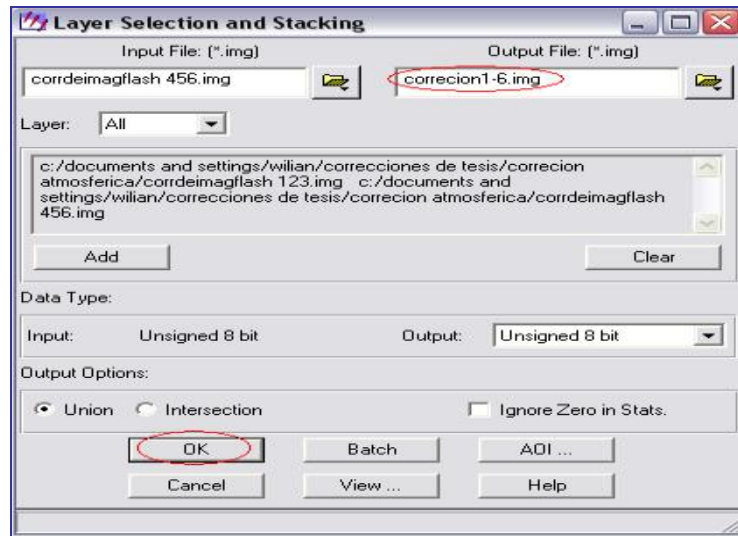 Layer Selection and Stacking
Input File: (*.img)
Output File: (*.img)
corrdeimagflash 456.img
correcion1-6.img
Layer:
All
c:/documents and settings/wilian/correcciones de tesis/correcion
atmosferica/corrdeimagflash 123.img   c:/documents and
settings/wilian/correcciones de tesis/correcion atmosferica/corrdeimagflash
456.img
Add
Clear
Data Type:
Input:
Unsigned 8 bit
Output:
Unsigned 8 bit
Output Options:
Union
Intersection
Ignore Zero in Stats.
OK
Batch
AOI ...
Cancel
View ...
Help